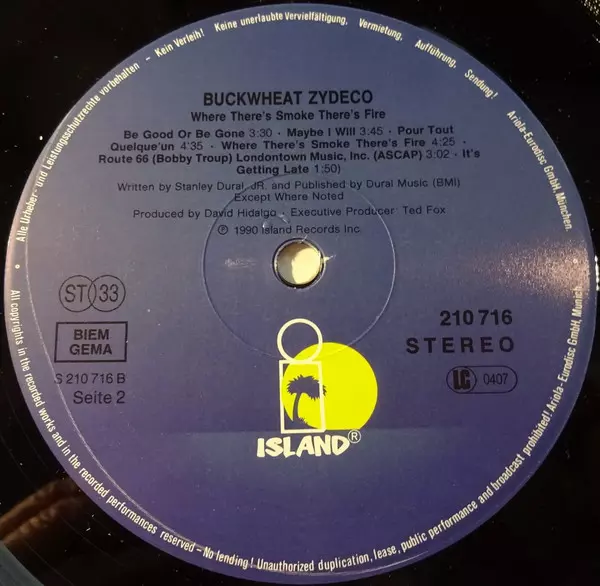 Alle Urheber- und Leistungsschutzrechte vorbehalten – Kein Verleih! Keine unerlaubte Vervielfältigung, Vermietung, Aufführung, Sendung! Ariola-Eurodisc GmbH, München.
BUCKWHEAT ZYDECO
Where There's Smoke There's Fire
Be Good Or Be Gone 3:30 · Maybe I Will 3:45 · Pour Tout
Quelque'un 4'35 · Where There's Smoke There's Fire 4:25 ·
Route 66 (Bobby Troup) Londontown Music, Inc. (ASCAP) 3:02 · It's
Getting Late 1:50)
Written by Stanley Dural, JR. and Published by Dural Music (BMI)
Except Where Noted
Produced by David Hidalgo · Executive Producer Ted Fox
℗ 1990 Island Records Inc.
ST 33
BIEM
GEMA
S 210 716 B
Seite 2
210 716
STEREO
LC 0407
ISLAND®
All copyrights in the recorded works and in the recorded performances reserved – No lending! Unauthorized duplication, lease, public performance and broadcast prohibited! Ariola-Eurodisc GmbH, Munich